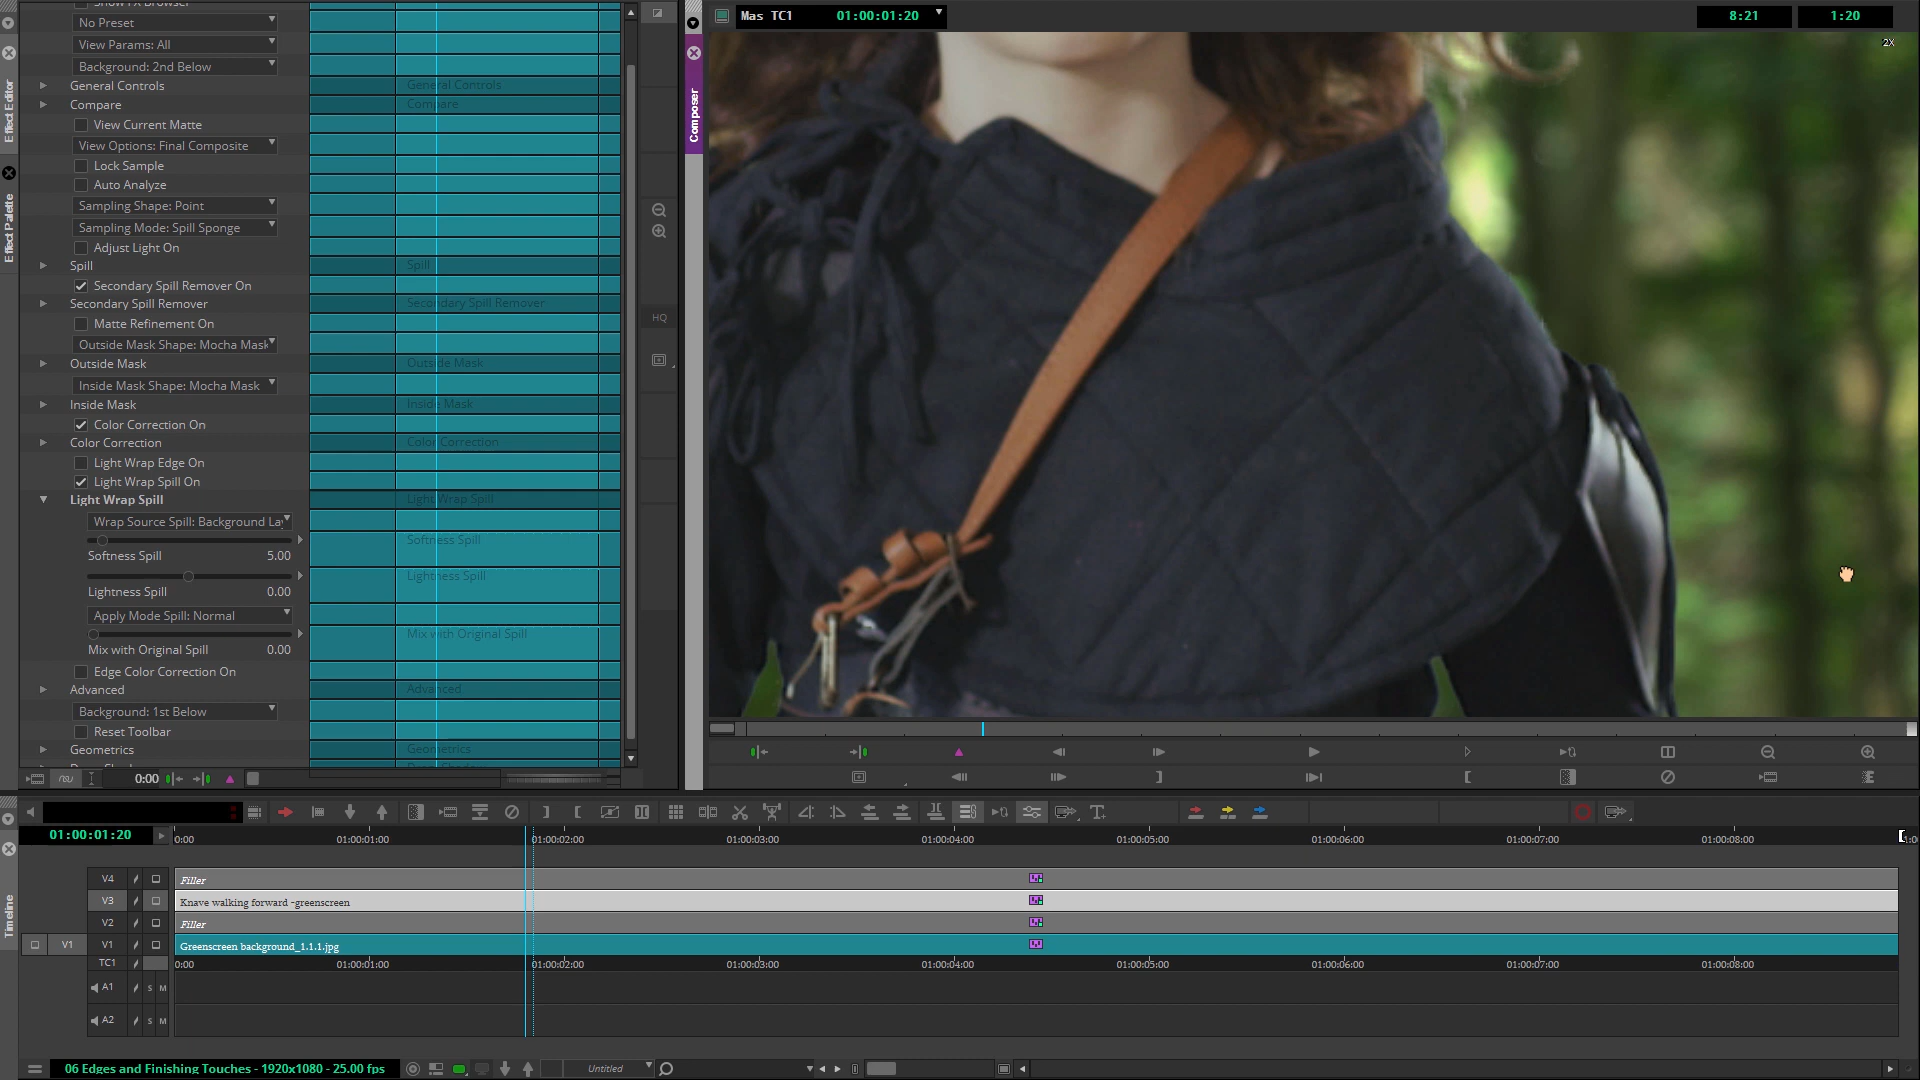 Show FX Browser
No Preset
View Params: All
Background: 2nd Below
General Controls
General Controls
Compare
Compare
View Current Matte
View Options: Final Composite
Lock Sample
Auto Analyze
Sampling Shape: Point
Sampling Mode: Spill Sponge
Adjust Light On
Spill
Spill
Secondary Spill Remover On
Secondary Spill Remover
Secondary Spill Remover
Matte Refinement On
Outside Mask Shape: Mocha Mask
Outside Mask
Outside Mask
Inside Mask Shape: Mocha Mask
Inside Mask
Inside Mask
Color Correction On
Color Correction
Color Correction
Light Wrap Edge On
Light Wrap Spill On
Light Wrap Spill
Light Wrap Spill
Wrap Source Spill: Background Lay
Softness Spill
Softness Spill 5.00
Lightness Spill
Lightness Spill 0.00
Apply Mode Spill: Normal
Mix with Original Spill
Mix with Original Spill 0.00
Edge Color Correction On
Advanced
Advanced
Background: 1st Below
Reset Toolbar
Geometrics
Geometrics
0:00
Effect Editor
Effect Palette
HQ
Composer
Mas TC1 01:00:01:20
8:21
1:20
2X
01:00:01:20
0:00 01:00:01:00 01:00:02:00 01:00:03:00 01:00:04:00 01:00:05:00 01:00:06:00 01:00:07:00 01:00:08:00
Timeline
V4 Filler
V3 Knave walking forward -greenscreen
V2 Filler
V1 V1 Greenscreen background_1.1.1.jpg
TC1 0:00 01:00:01:00 01:00:02:00 01:00:03:00 01:00:04:00 01:00:05:00 01:00:06:00 01:00:07:00 01:00:08:00
A1 S M
A2 S M
06 Edges and Finishing Touches - 1920x1080 - 25.00 fps
Untitled